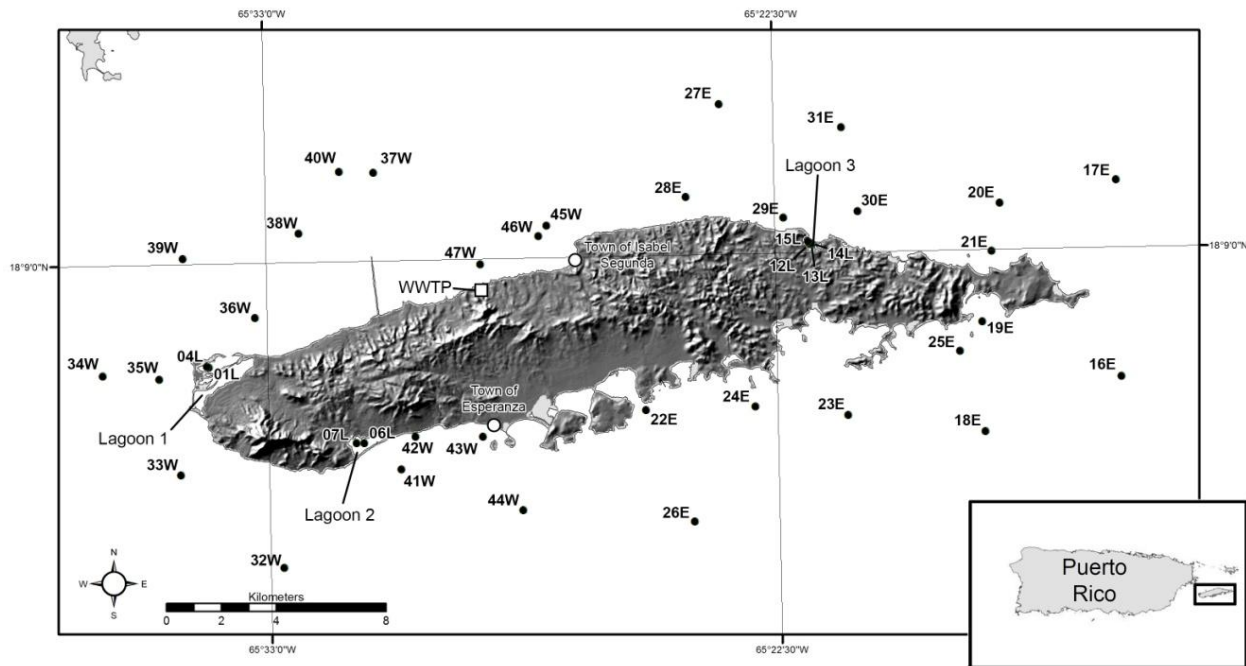 65°33'0"W
65°22'30"W
27E
31E
40W
37W
Lagoon 3
17E
28E
20E
29E
30E
45W
46W
38W
15L
14L
21E
Town of Isabel
Segunda
39W
47W
12L
13L
18°9'0"N
18°9'0"N
WWTP
36W
19E
25E
04L
34W
35W
01L
16E
Town of
Esperanza
24E
22E
23E
18E
Lagoon 1
07L
06L
42W
43W
33W
41W
Lagoon 2
44W
26E
32W
N
W
E
S
Kilometers
0
2
4
8
Puerto
Rico
65°33'0"W
65°22'30"W